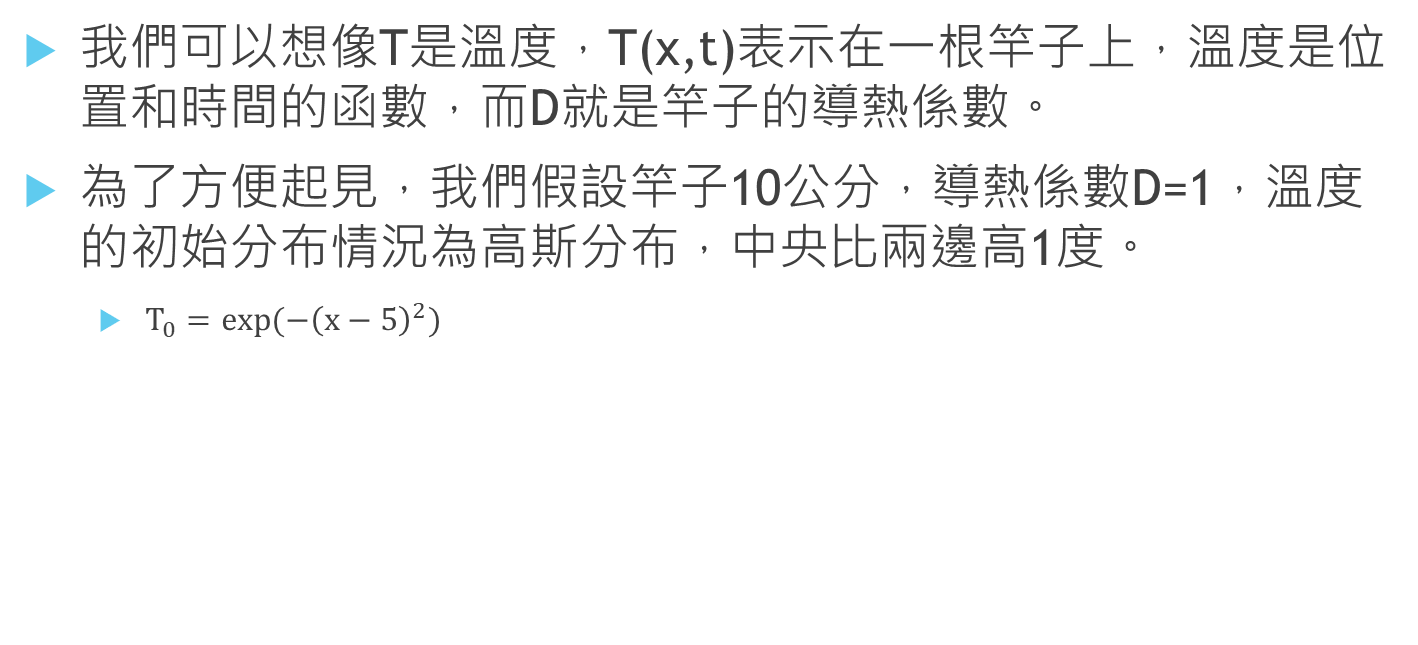 我們可以想像T是溫度，T(x,t)表示在一根竿子上，溫度是位
置和時間的函數，而D就是竿子的導熱係數。
為了方便起見，我們假設竿子10公分，導熱係數D=1，溫度
的初始分布情況為高斯分布，中央比兩邊高1度。
T₀ = exp(−(x − 5)²)